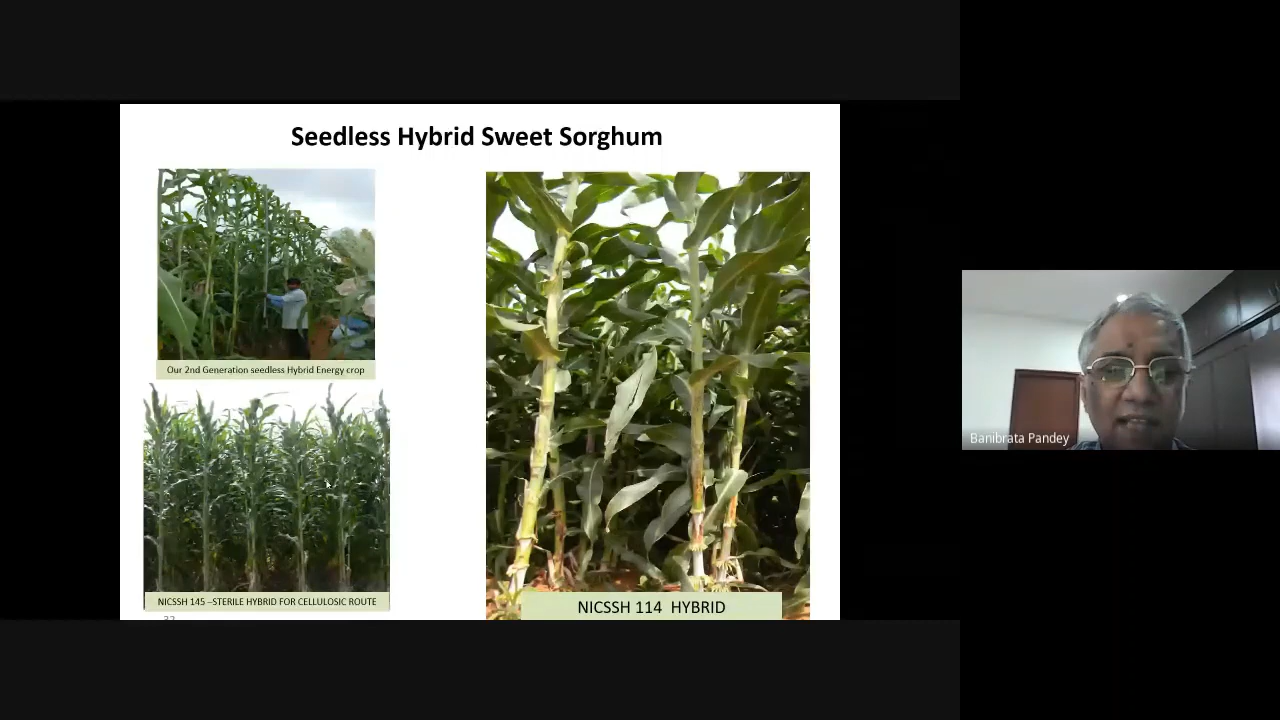 Seedless Hybrid Sweet Sorghum
Our 2nd Generation seedless Hybrid Energy crop
NICSSH 145 –STERILE HYBRID FOR CELLULOSIC ROUTE
NICSSH 114 HYBRID
Banibrata Pandey